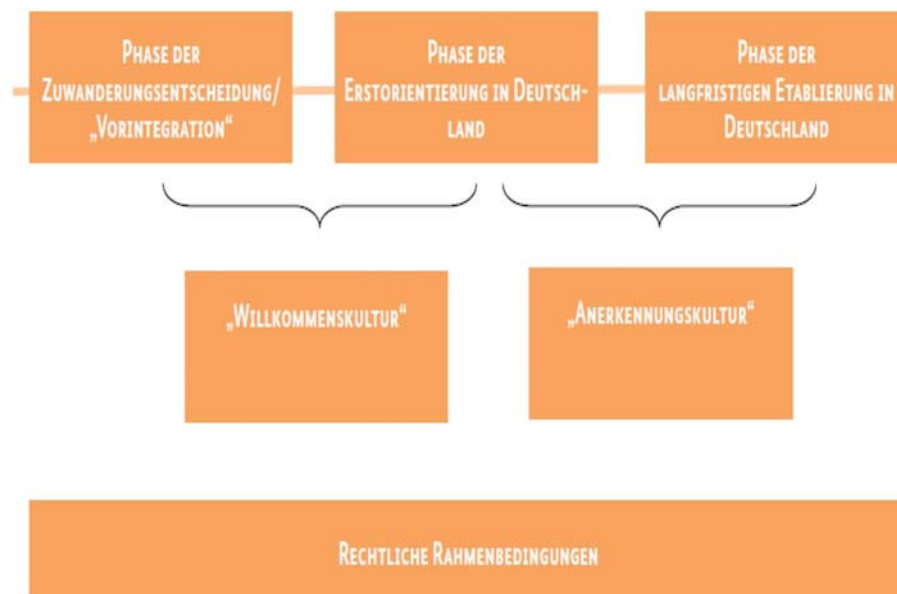 Phase der
Zuwanderungsentscheidung/
„Vorintegration“
Phase der
Erstorientierung in Deutsch-
land
Phase der
langfristigen Etablierung in
Deutschland
„Willkommenskultur“
„Anerkennungskultur“
Rechtliche Rahmenbedingungen